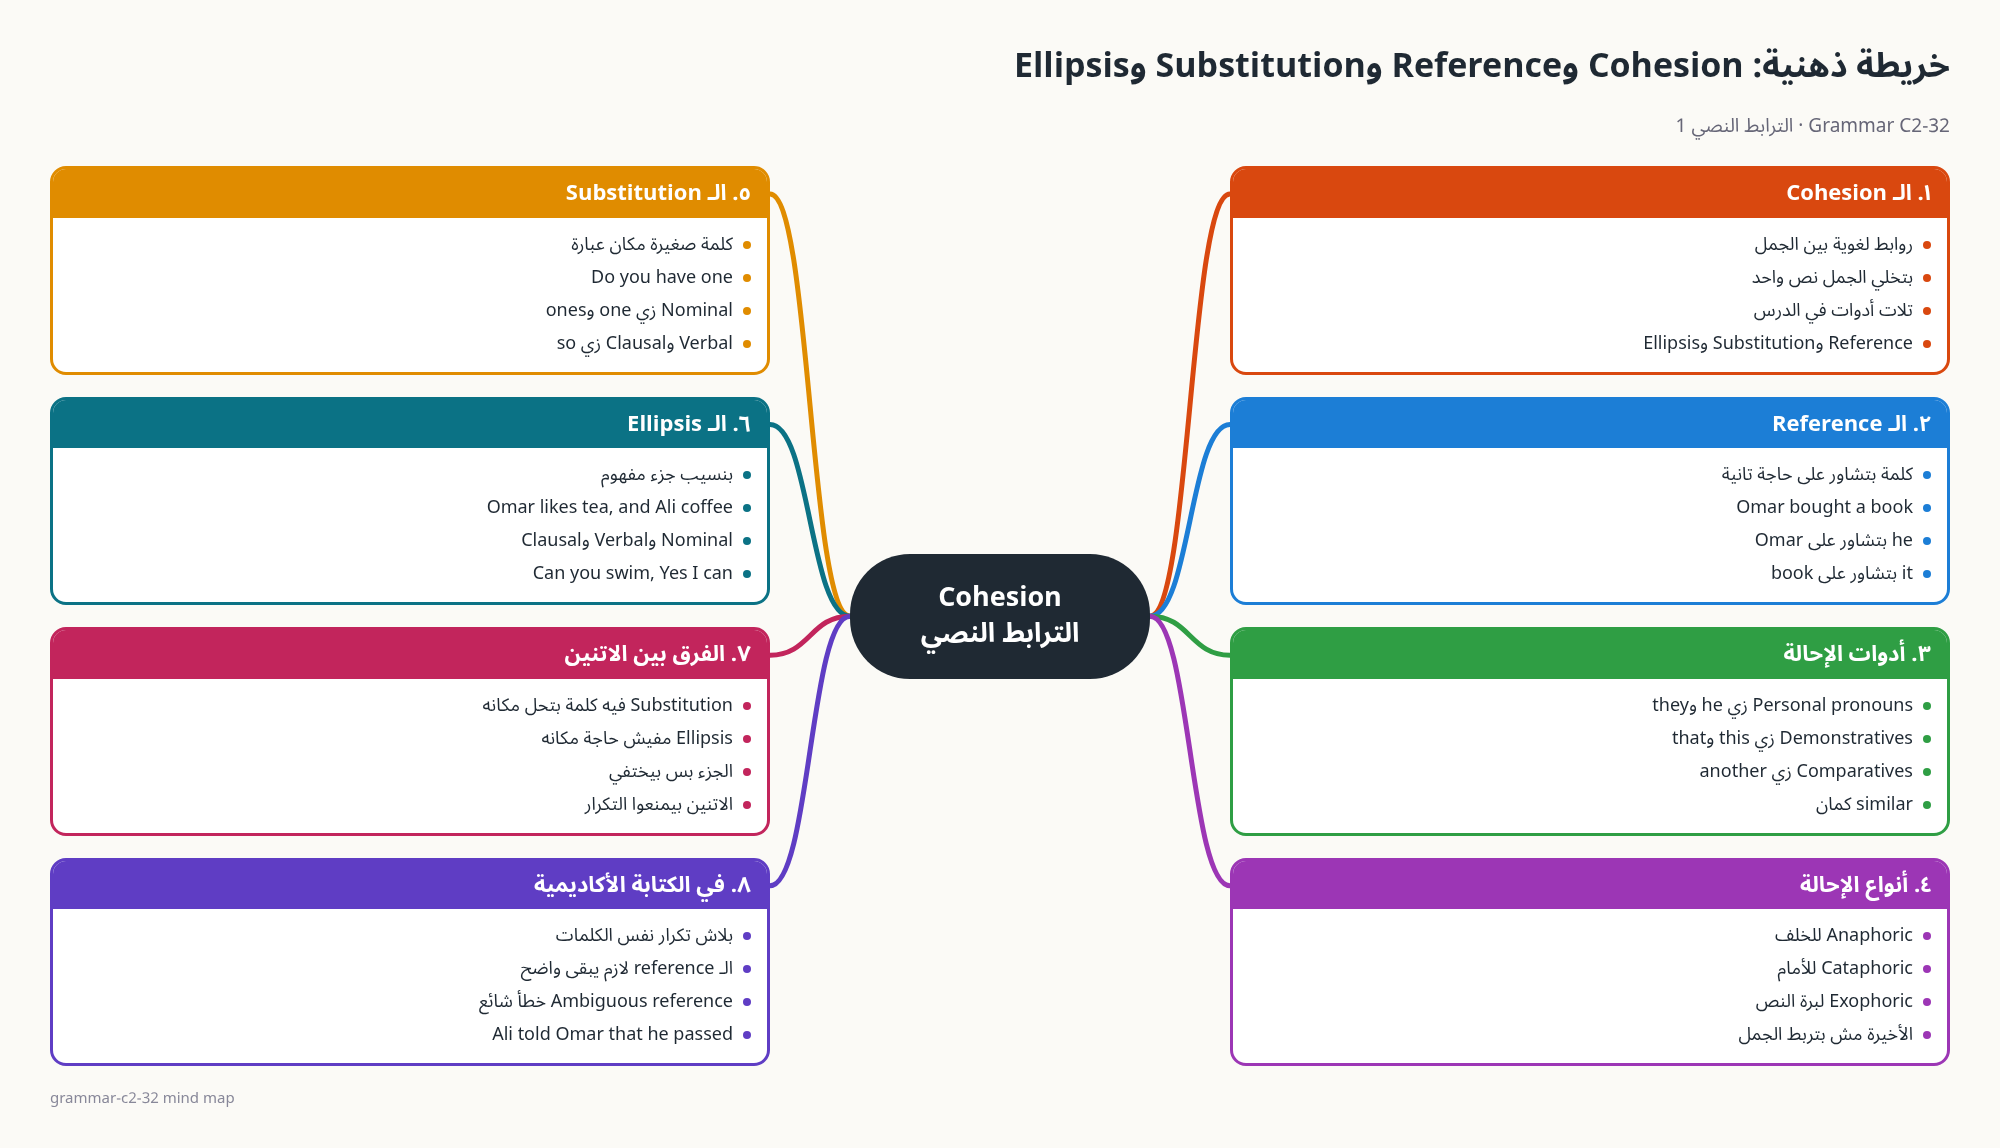 خريطة ذهنية: Cohesion وReference وSubstitution وEllipsis
Grammar C2-32 · الترابط النصي 1
١. الـ Cohesion
روابط لغوية بين الجمل
بتخلي الجمل نص واحد
تلات أدوات في الدرس
Reference وSubstitution وEllipsis
٢. الـ Reference
كلمة بتشاور على حاجة تانية
Omar bought a book
he بتشاور على Omar
it بتشاور على book
٣. أدوات الإحالة
Personal pronouns زي he وthey
Demonstratives زي this وthat
Comparatives زي another
similar كمان
٤. أنواع الإحالة
Anaphoric للخلف
Cataphoric للأمام
Exophoric لبرة النص
الأخيرة مش بتربط الجمل
Cohesion
الترابط النصي
٥. الـ Substitution
كلمة صغيرة مكان عبارة
Do you have one
Nominal زي one وones
Verbal وClausal زي so
٦. الـ Ellipsis
بنسيب جزء مفهوم
Omar likes tea, and Ali coffee
Nominal وVerbal وClausal
Can you swim, Yes I can
٧. الفرق بين الاتنين
Substitution فيه كلمة بتحل مكانه
Ellipsis مفيش حاجة مكانه
الجزء بس بيختفي
الاتنين بيمنعوا التكرار
٨. في الكتابة الأكاديمية
بلاش تكرار نفس الكلمات
الـ reference لازم يبقى واضح
Ambiguous reference خطأ شائع
Ali told Omar that he passed
grammar-c2-32 mind map